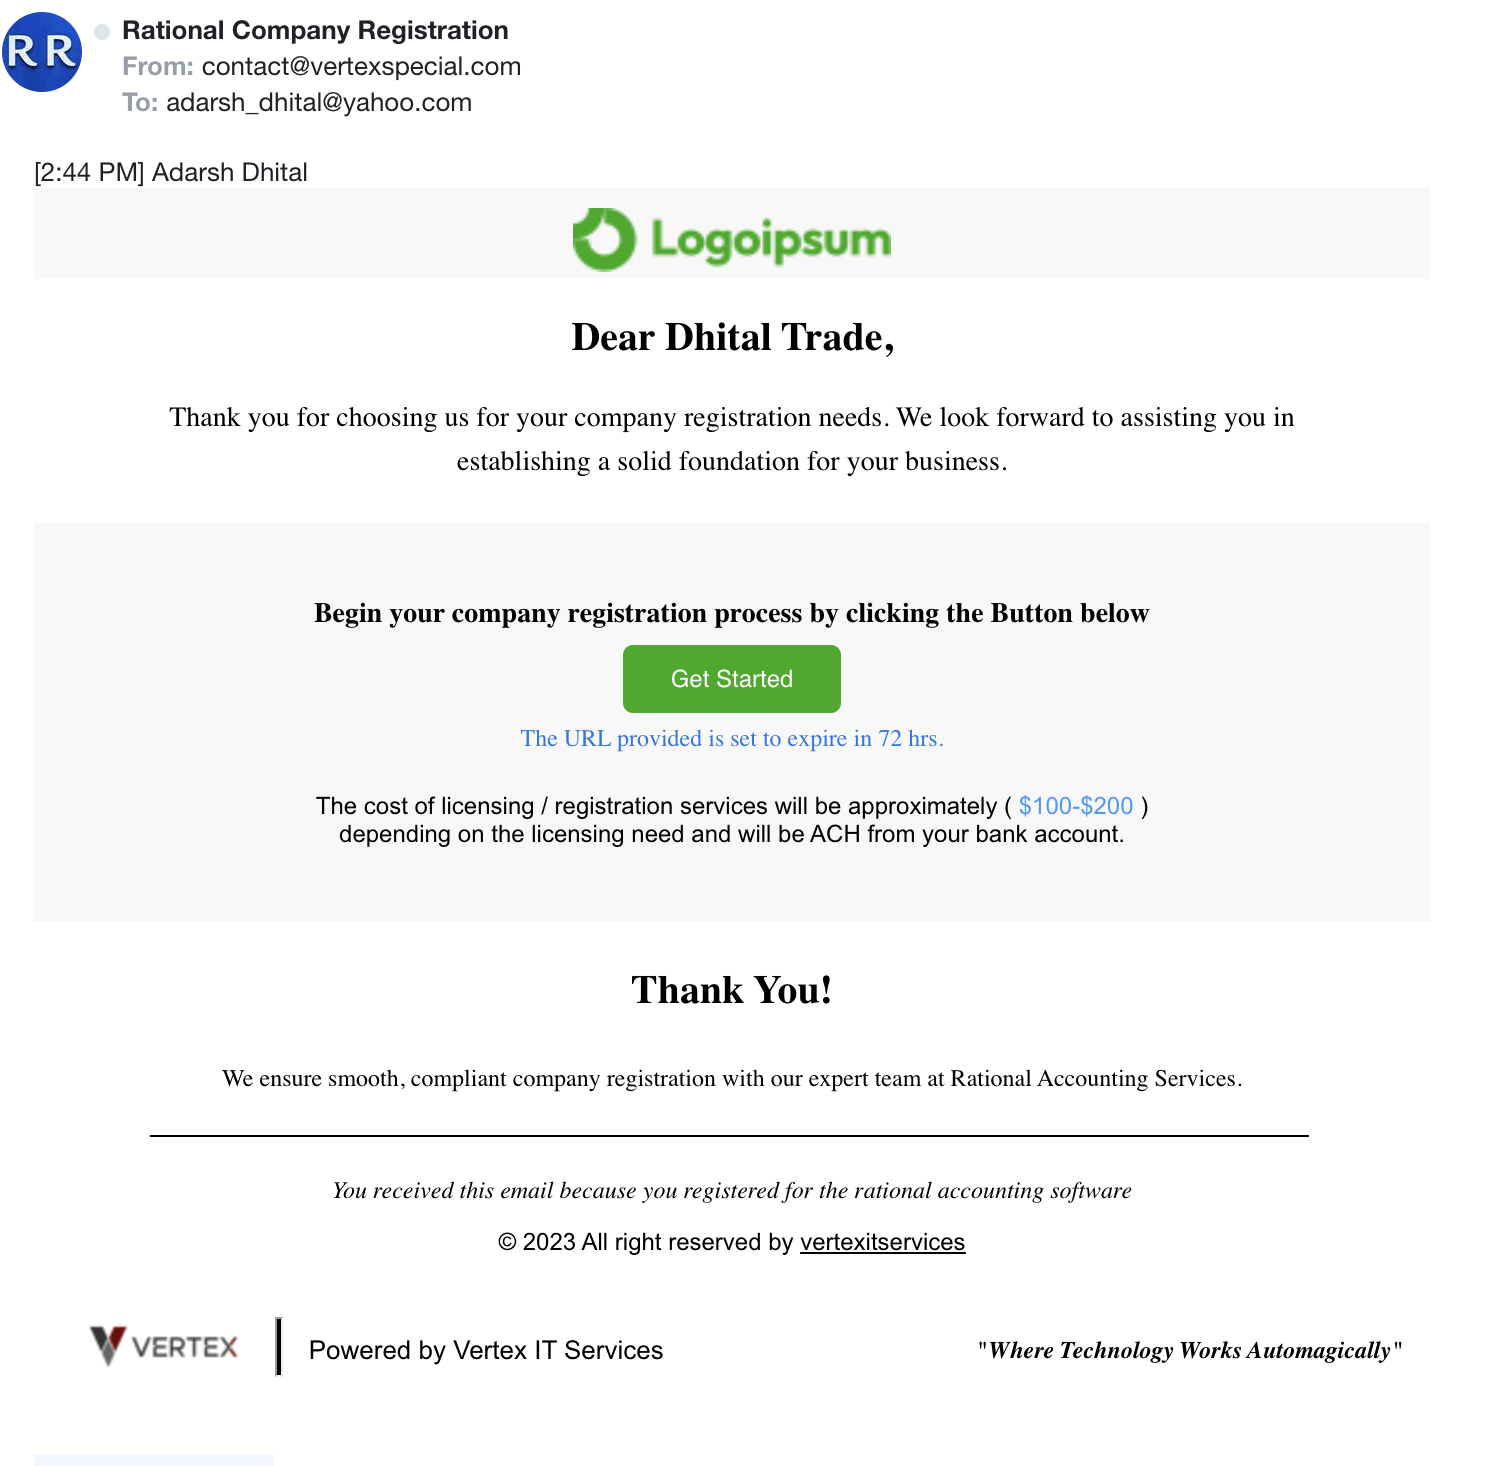 RR
Rational Company Registration
From: contact@vertexspecial.com
To: adarsh_dhital@yahoo.com
[2:44 PM] Adarsh Dhital
Logoipsum
Dear Dhital Trade,
Thank you for choosing us for your company registration needs. We look forward to assisting you in
establishing a solid foundation for your business.
Begin your company registration process by clicking the Button below
Get Started
The URL provided is set to expire in 72 hrs.
The cost of licensing / registration services will be approximately ( $100-$200 )
depending on the licensing need and will be ACH from your bank account.
Thank You!
We ensure smooth, compliant company registration with our expert team at Rational Accounting Services.
You received this email because you registered for the rational accounting software
© 2023 All right reserved by vertexitservices
VERTEX
Powered by Vertex IT Services
"Where Technology Works Automagically"